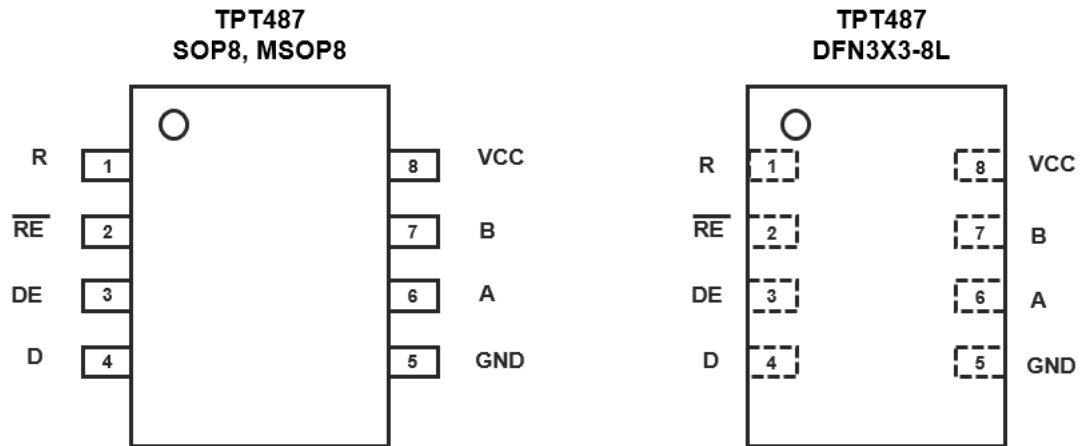 TPT487
SOP8, MSOP8
R 1 8 VCC
RE 2 7 B
DE 3 6 A
D 4 5 GND
TPT487
DFN3X3-8L
R 1 8 VCC
RE 2 7 B
DE 3 6 A
D 4 5 GND